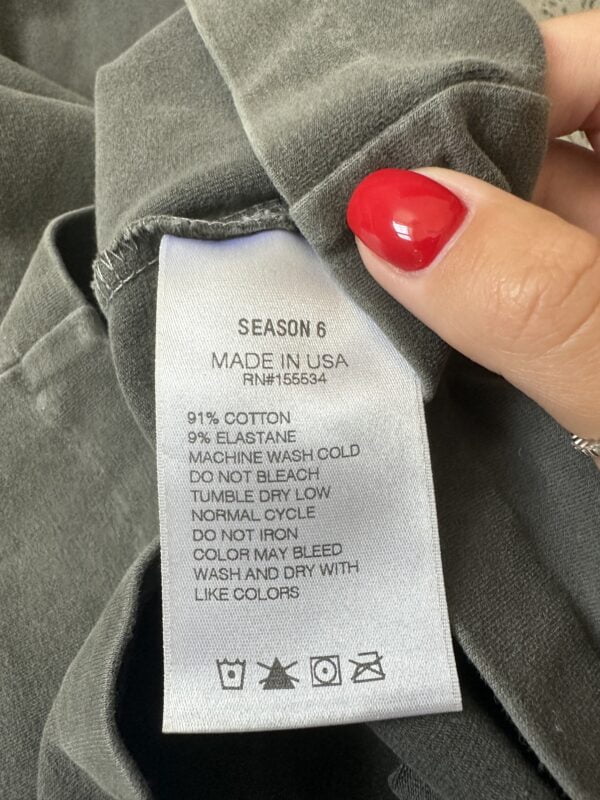 SEASON 6
MADE IN USA
RN#155534
91% COTTON
9% ELASTANE
MACHINE WASH COLD
DO NOT BLEACH
TUMBLE DRY LOW
NORMAL CYCLE
DO NOT IRON
COLOR MAY BLEED
WASH AND DRY WITH
LIKE COLORS